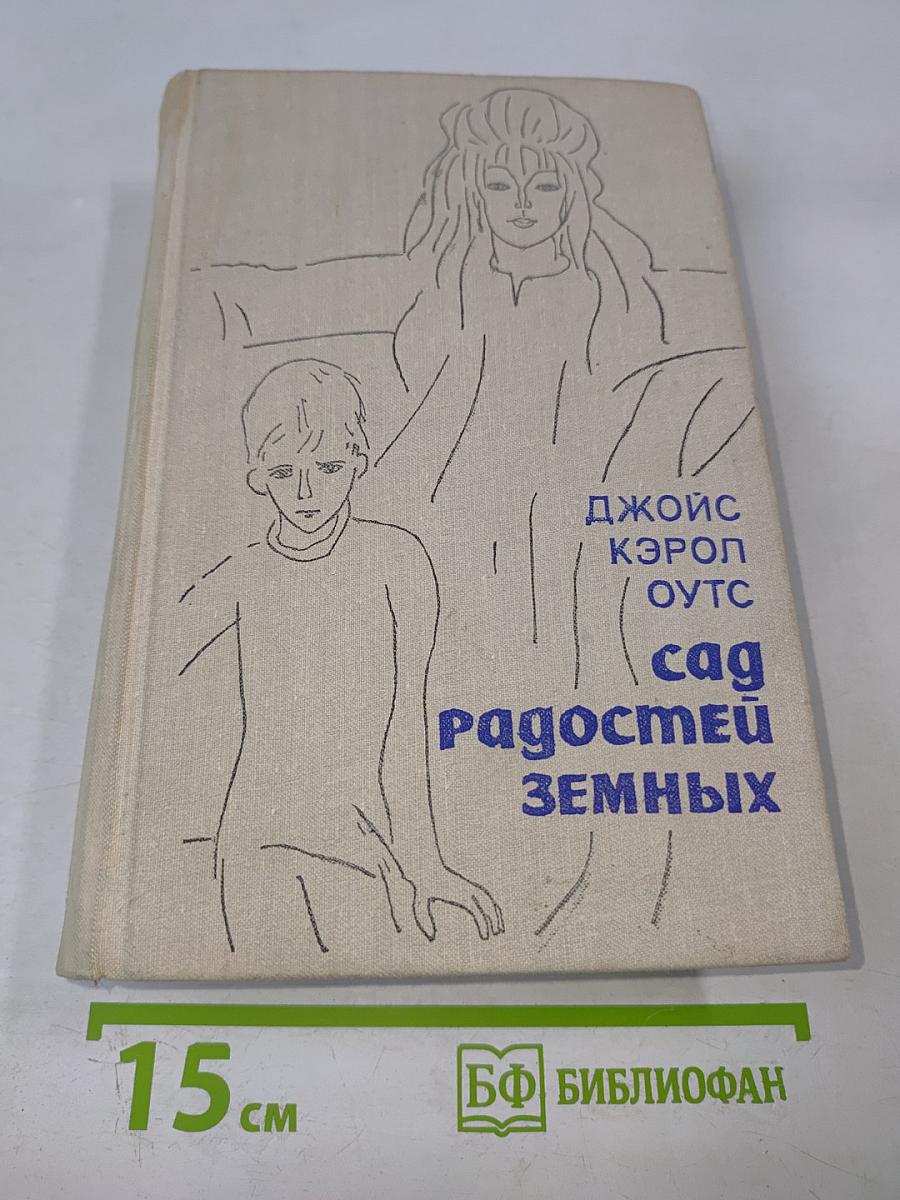 ДЖОЙС
КЭРОЛ
ОУТС
сад
радостей
земных
15 см
БФ БИБЛИОФАН